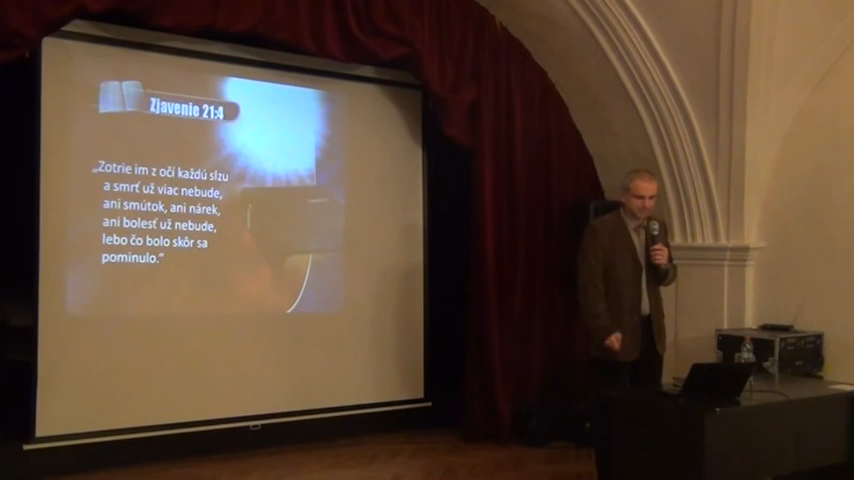 Zjavenie 21:4
„Zotrie im z očí každú slzu
a smrť už viac nebude,
ani smútok, ani nárek,
ani bolesť už nebude,
lebo čo bolo skôr sa
pominulo.“